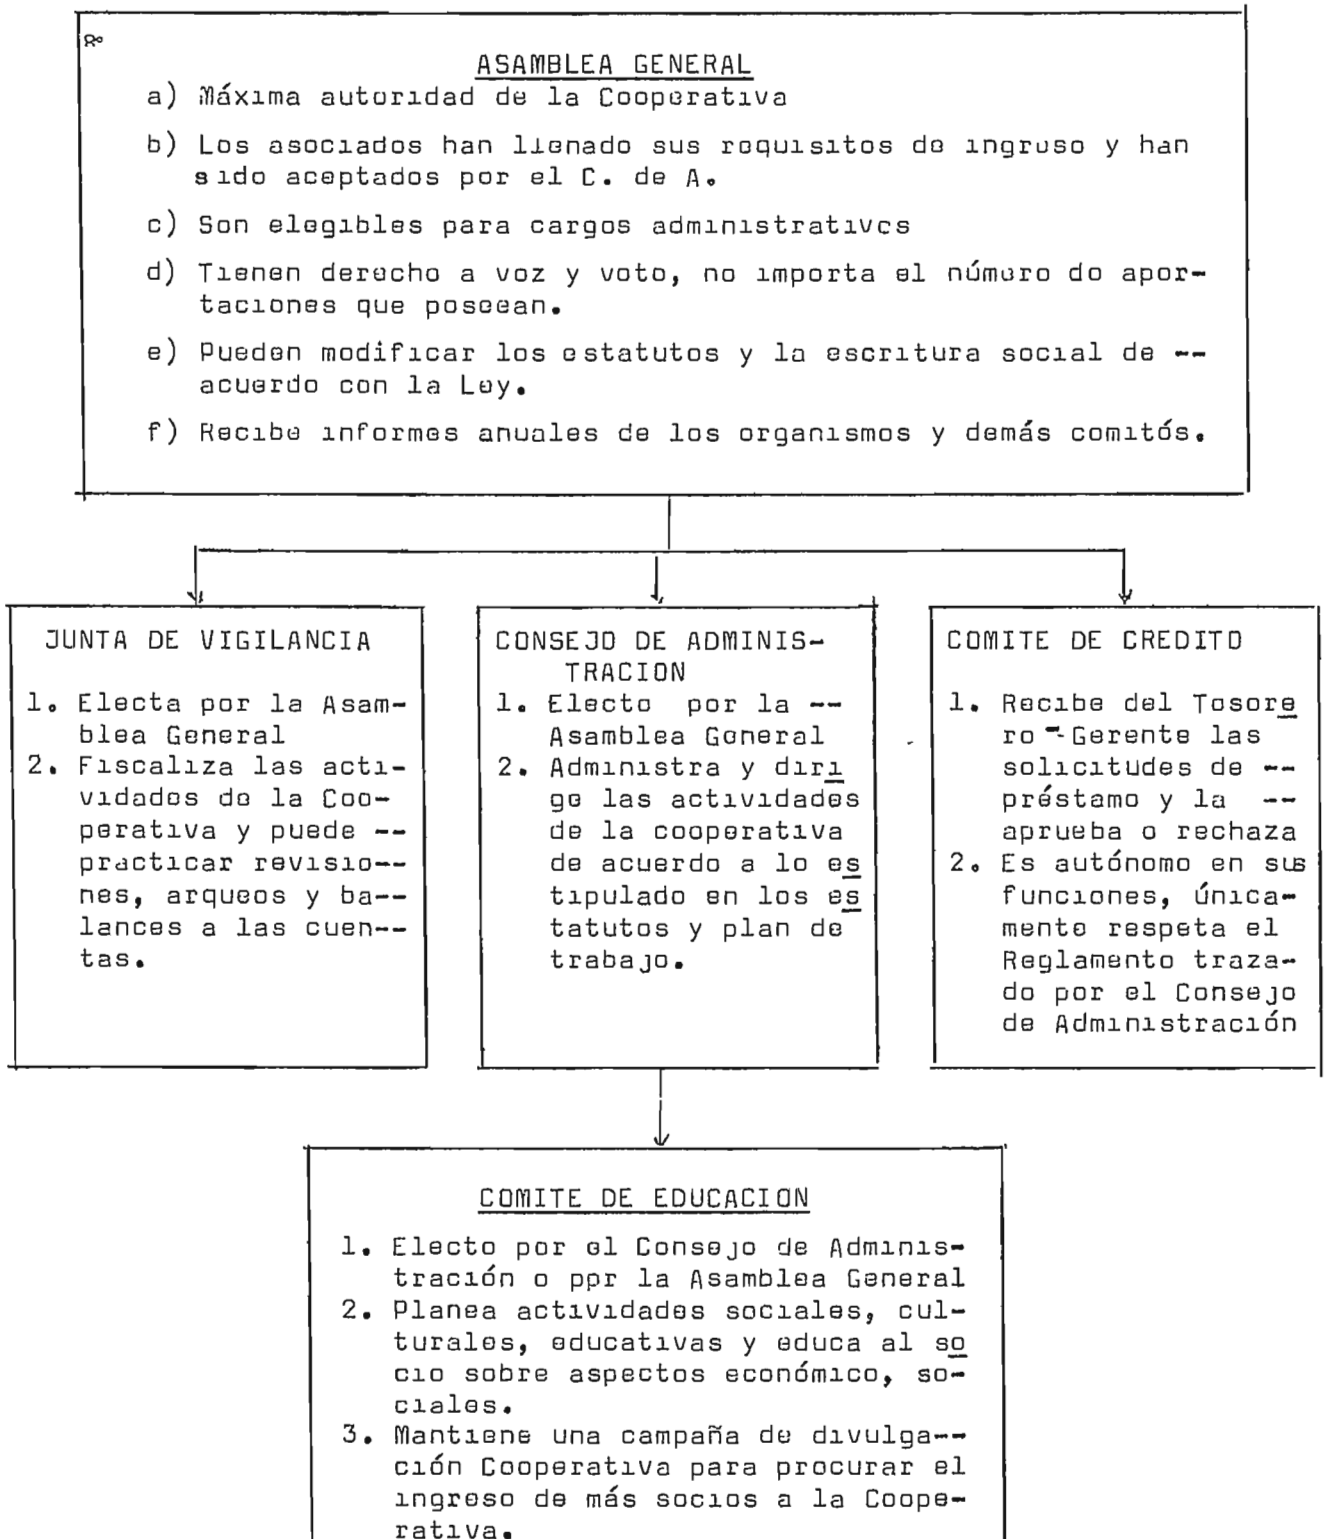 ASAMBLEA GENERAL
a) Máxima autoridad de la Cooperativa
b) Los asociados han llenado sus requisitos de ingreso y han
sido aceptados por el C. de A.
c) Son elegibles para cargos administrativos
d) Tienen derecho a voz y voto, no importa el número de apor-
taciones que poseean.
e) Pueden modificar los estatutos y la escritura social de --
acuerdo con la Ley.
f) Recibe informes anuales de los organismos y demás comités.
JUNTA DE VIGILANCIA
1. Electa por la Asam-
blea General
2. Fiscaliza las acti-
vidades de la Coo-
perativa y puede --
practicar revisio--
nes, arqueos y ba--
lances a las cuen--
tas.
CONSEJO DE ADMINIS-
TRACION
1. Electo por la --
Asamblea General
2. Administra y diri
ge las actividades
de la cooperativa
de acuerdo a lo es
tipulado en los es
tatutos y plan de
trabajo.
COMITE DE CREDITO
1. Recibe del Tesore
ro - Gerente las
solicitudes de --
préstamo y la --
aprueba o rechaza
2. Es autónomo en sus
funciones, única-
mente respeta el
Reglamento traza-
do por el Consejo
de Administración
COMITE DE EDUCACION
1. Electo por el Consejo de Adminis-
tración o ppr la Asamblea General
2. Planea actividades sociales, cul-
turales, educativas y educa al so
cio sobre aspectos económico, so-
ciales.
3. Mantiene una campaña de divulga--
ción Cooperativa para procurar el
ingreso de más socios a la Coope-
rativa.